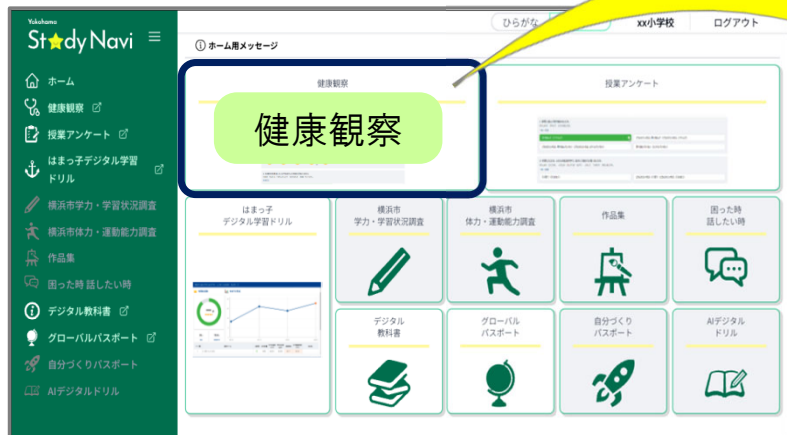 Yokohama
St★dy Navi
ひらがな
xx小学校
ログアウト
ホーム用メッセージ
ホーム
健康観察
授業アンケート
はまっ子デジタル学習
ドリル
横浜市学力・学習状況調査
横浜市体力・運動能力調査
作品集
困った時 話したい時
デジタル教科書
グローバルパスポート
自分づくりパスポート
AIデジタルドリル
健康観察
健康観察
授業アンケート
はまっ子
デジタル学習ドリル
横浜市
学力・学習状況調査
横浜市
体力・運動能力調査
作品集
困った時
話したい時
デジタル
教科書
グローバル
パスポート
自分づくり
パスポート
AIデジタル
ドリル